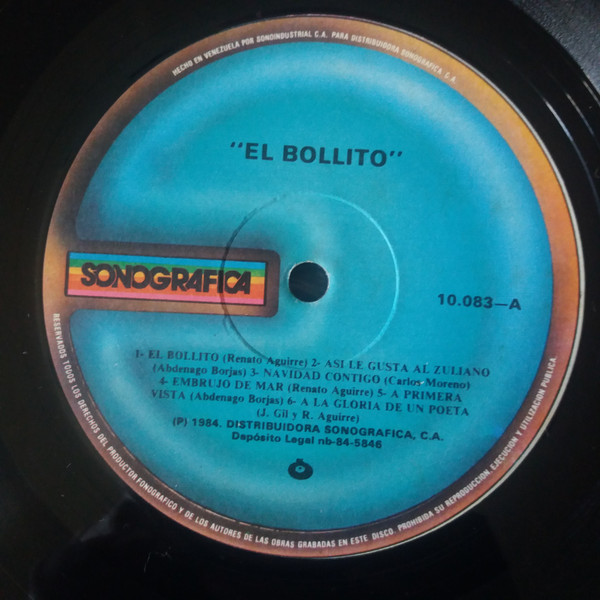 HECHO EN VENEZUELA POR SONOINDUSTRIAL C.A. PARA DISTRIBUIDORA SONOGRAFICA, S.A.
"EL BOLLITO"
SONOGRAFICA
10.083—A
1- EL BOLLITO (Renato Aguirre) 2- ASI LE GUSTA AL ZULIANO
(Abdenago Borjas) 3- NAVIDAD CONTIGO (Carlos Moreno)
4- EMBRUJO DE MAR (Renato Aguirre) 5- A PRIMERA
VISTA (Abdenago Borjas) 6- A LA GLORIA DE UN POETA
(J. Gil y R. Aguirre)
(P) 1984. DISTRIBUIDORA SONOGRAFICA, C.A.
Depósito Legal nb-84-5846
RESERVADOS TODOS LOS DERECHOS DEL PRODUCTOR FONOGRAFICO Y DE LOS AUTORES DE LAS OBRAS GRABADAS EN ESTE DISCO. PROHIBIDA SU REPRODUCCION, EJECUCION Y UTILIZACION PUBLICA.